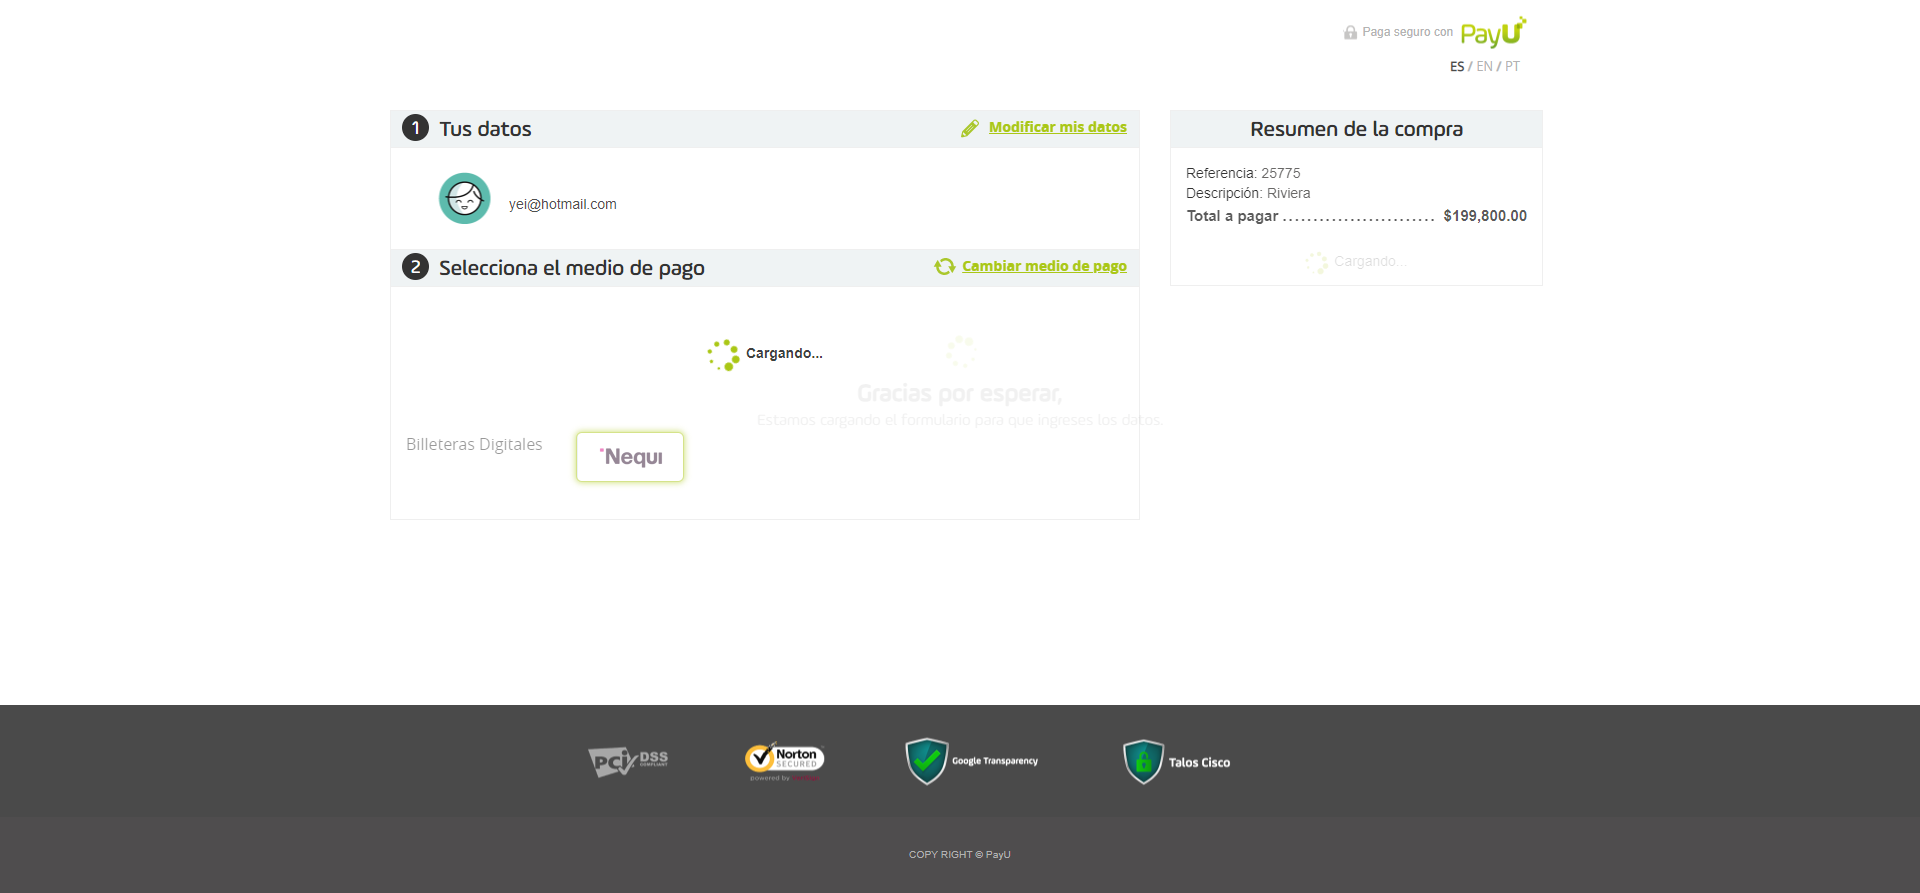 Paga seguro con PayU
ES / EN / PT
1 Tus datos
Modificar mis datos
yei@hotmail.com
2 Selecciona el medio de pago
Cambiar medio de pago
Cargando...
Gracias por esperar,
Estamos cargando el formulario para que ingreses los datos.
Billeteras Digitales
Nequi
Resumen de la compra
Referencia: 25775
Descripción: Riviera
Total a pagar ......................... $199,800.00
Cargando...
PCI DSS
COMPLIANT
Norton
SECURED
powered by
Google Transparency
Talos Cisco
COPY RIGHT © PayU